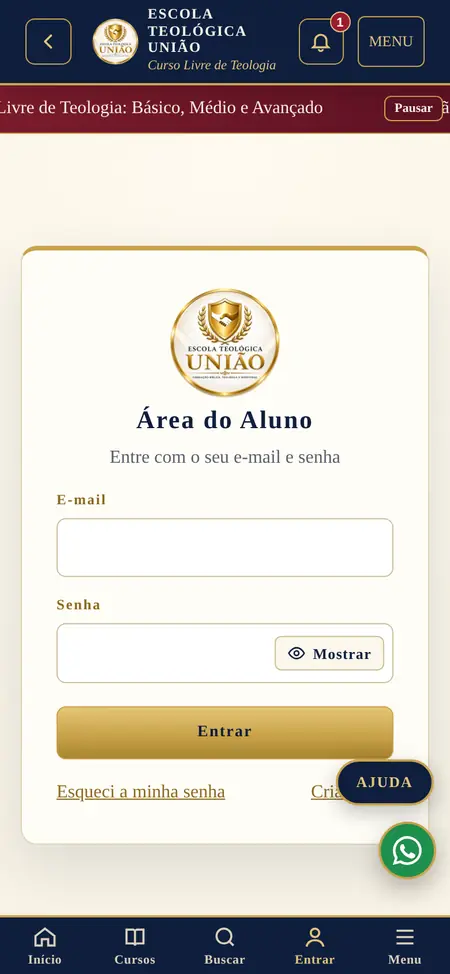 ESCOLA
TEOLÓGICA
UNIÃO
Curso Livre de Teologia
1
MENU
Livre de Teologia: Básico, Médio e Avançado
Pausar
ESCOLA TEOLÓGICA
UNIÃO
Área do Aluno
Entre com o seu e-mail e senha
E-mail
Senha
Mostrar
Entrar
Esqueci a minha senha
AJUDA
Início
Cursos
Buscar
Entrar
Menu